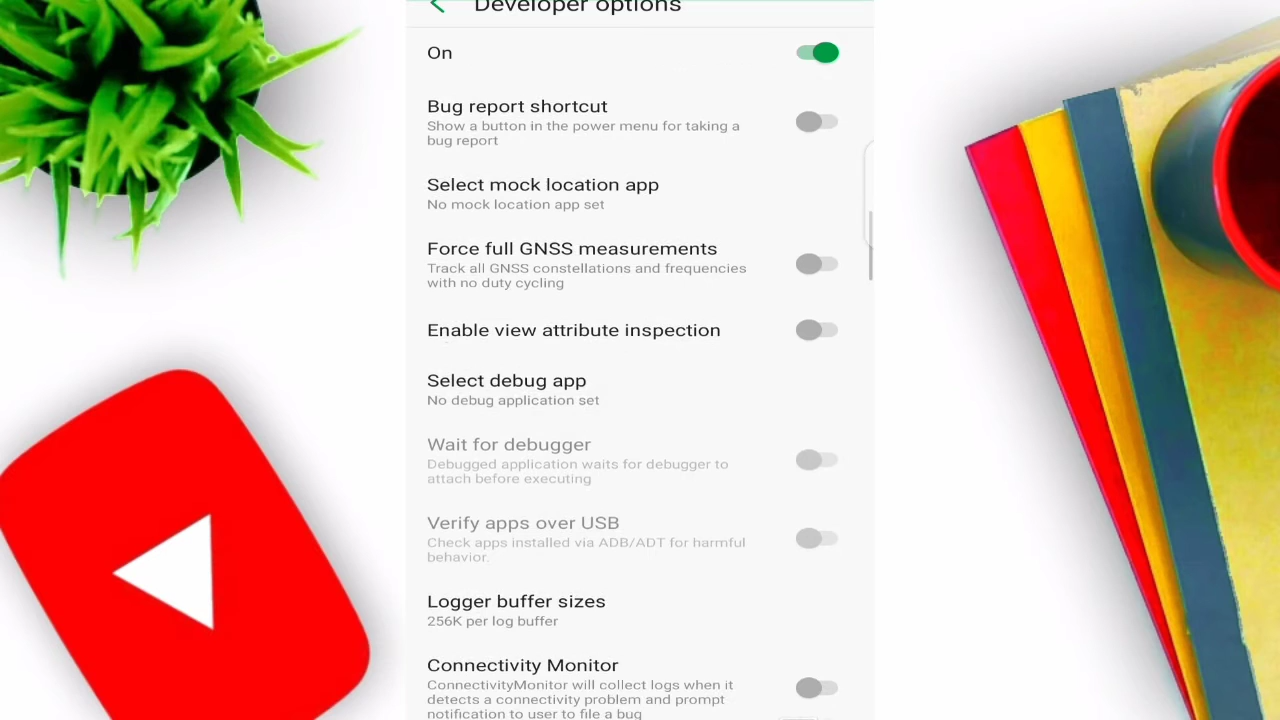 Developer options
On
Bug report shortcut
Show a button in the power menu for taking a
bug report
Select mock location app
No mock location app set
Force full GNSS measurements
Track all GNSS constellations and frequencies
with no duty cycling
Enable view attribute inspection
Select debug app
No debug application set
Wait for debugger
Debugged application waits for debugger to
attach before executing
Verify apps over USB
Check apps installed via ADB/ADT for harmful
behavior.
Logger buffer sizes
256K per log buffer
Connectivity Monitor
ConnectivityMonitor will collect logs when it
detects a connectivity problem and prompt
notification to user to file a bug